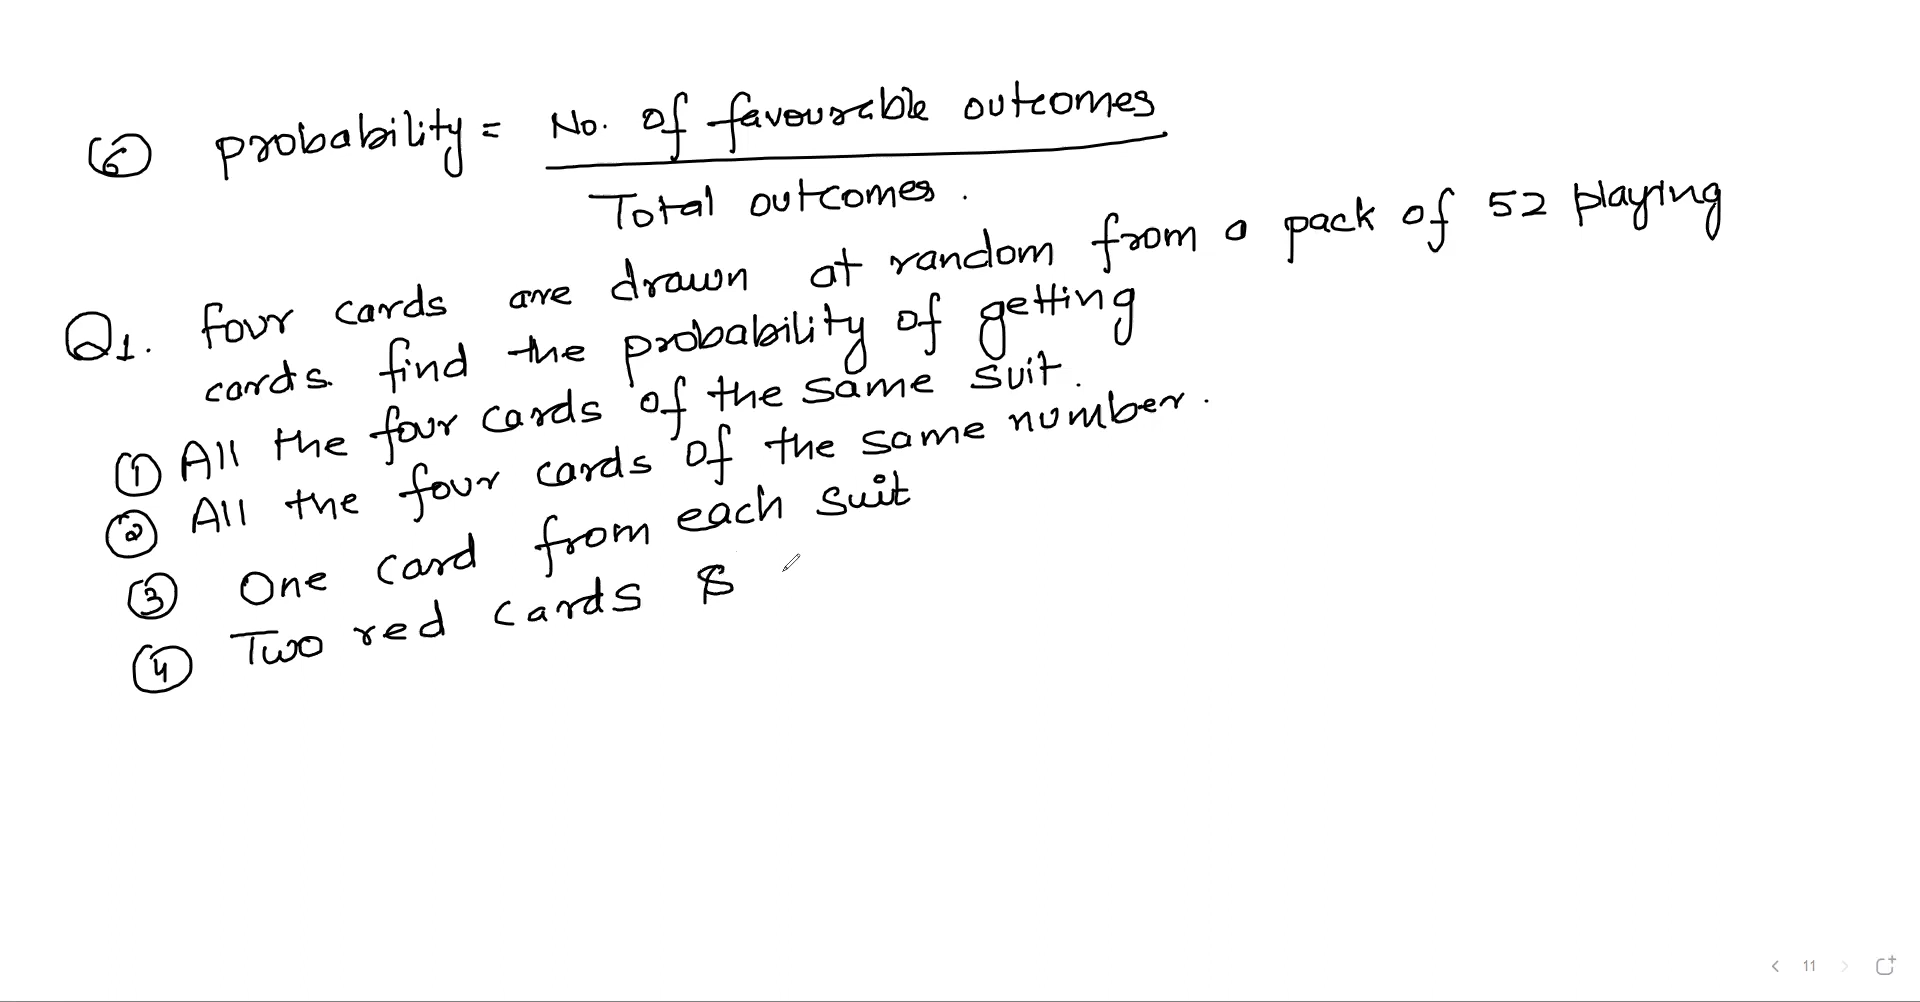 6 probability = No. of favourable outcomes
Total outcomes.
Q1. four cards are drawn at random from a pack of 52 playing
cards. find the probability of getting
1 All the four cards of the same suit.
2 All the four cards of the same number.
3 One card from each suit
4 Two red cards &
11